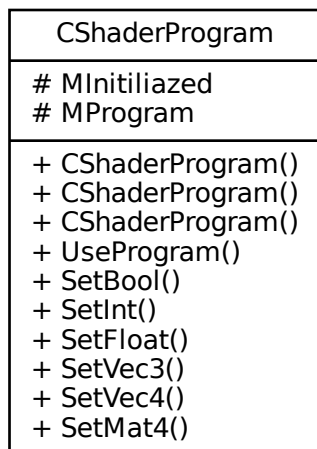 CShaderProgram
# MInitiliazed
# MProgram
+ CShaderProgram()
+ CShaderProgram()
+ CShaderProgram()
+ UseProgram()
+ SetBool()
+ SetInt()
+ SetFloat()
+ SetVec3()
+ SetVec4()
+ SetMat4()